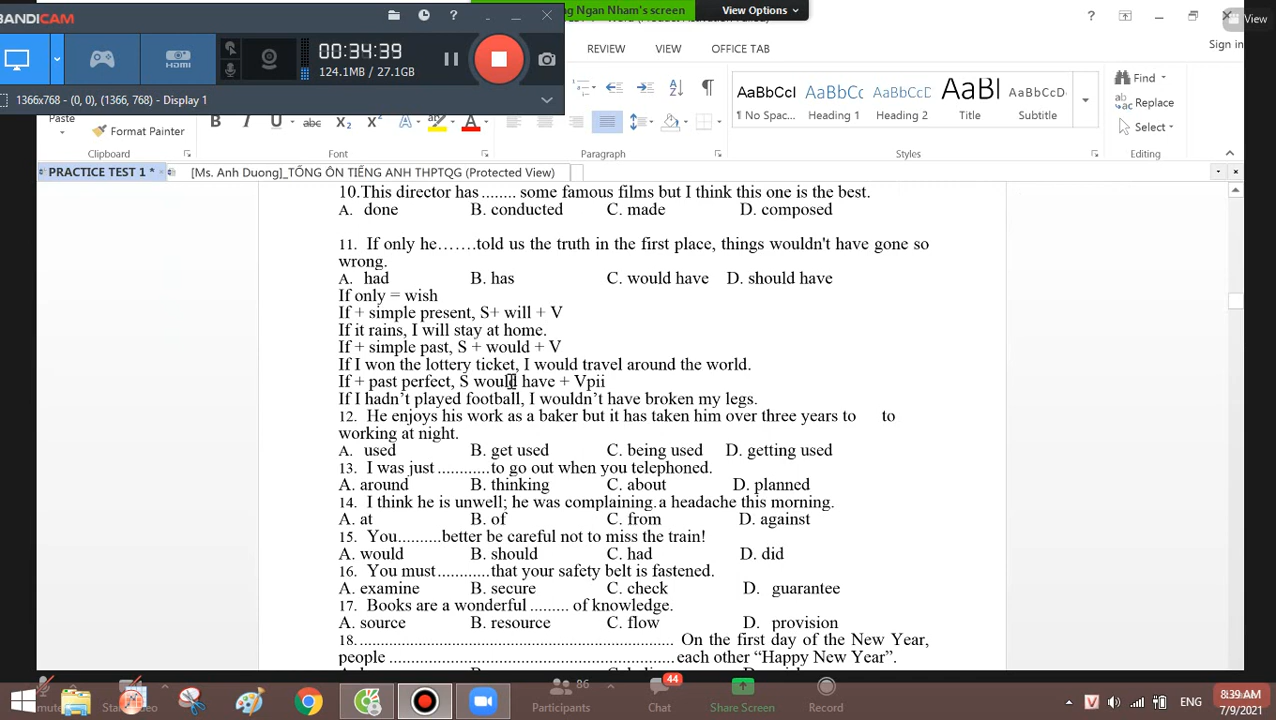 BANDICAM
ng Ngan Nham's screen
View Options
View
00:34:39
124.1MB / 27.1GB
HDMI
1366x768 - (0, 0), (1366, 768) - Display 1
REVIEW
VIEW
OFFICE TAB
Sign in
Paste
Format Painter
Clipboard
Font
Paragraph
AaBbCcI
¶ No Spac...
AaBbCc
Heading 1
AaBbCcD
Heading 2
AaBl
Title
AaBbCcD
Subtitle
Styles
Find
Replace
Select
Editing
PRACTICE TEST 1 *
[Ms. Anh Duong]_TỔNG ÔN TIẾNG ANH THPTQG (Protected View)
10.This director has ........ some famous films but I think this one is the best.
A. done B. conducted C. made D. composed
11. If only he…….told us the truth in the first place, things wouldn't have gone so
wrong.
A. had B. has C. would have D. should have
If only = wish
If + simple present, S+ will + V
If it rains, I will stay at home.
If + simple past, S + would + V
If I won the lottery ticket, I would travel around the world.
If + past perfect, S would have + Vpii
If I hadn’t played football, I wouldn’t have broken my legs.
12. He enjoys his work as a baker but it has taken him over three years to to
working at night.
A. used B. get used C. being used D. getting used
13. I was just ............to go out when you telephoned.
A. around B. thinking C. about D. planned
14. I think he is unwell; he was complaining.a headache this morning.
A. at B. of C. from D. against
15. You..........better be careful not to miss the train!
A. would B. should C. had D. did
16. You must............that your safety belt is fastened.
A. examine B. secure C. check D. guarantee
17. Books are a wonderful ......... of knowledge.
A. source B. resource C. flow D. provision
18......................................................................... On the first day of the New Year,
people .................................................................each other “Happy New Year”.
Participants
86
Chat
44
Share Screen
Record
ENG
8:39 AM
7/9/2021